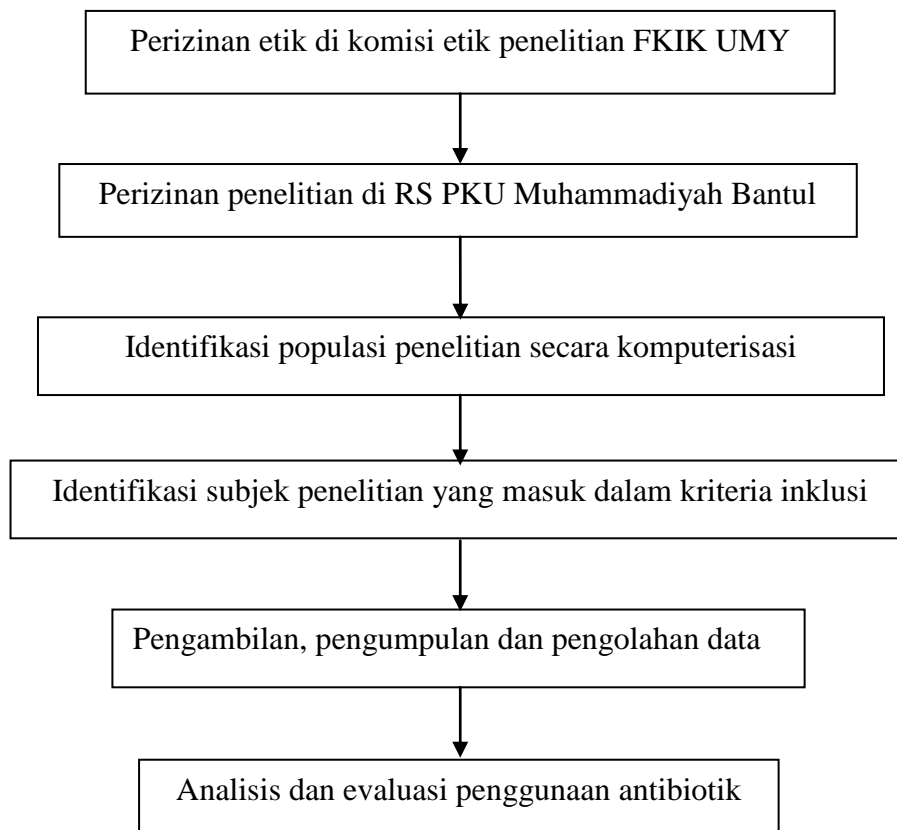 Perizinan etik di komisi etik penelitian FKIK UMY
Perizinan penelitian di RS PKU Muhammadiyah Bantul
Identifikasi populasi penelitian secara komputerisasi
Identifikasi subjek penelitian yang masuk dalam kriteria inklusi
Pengambilan, pengumpulan dan pengolahan data
Analisis dan evaluasi penggunaan antibiotik